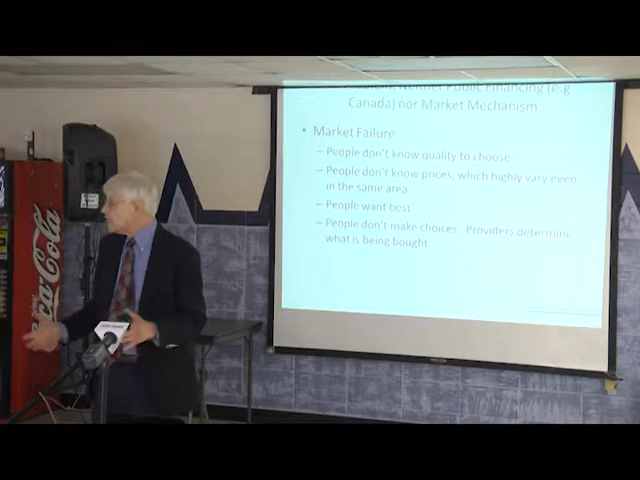 Problem, Neither Public Financing (e.g
Canada) nor Market Mechanism
• Market Failure
– People don't know quality to choose
– People don't know prices, which highly vary even
in the same area
– People want best
– People don't make choices. Providers determine
what is being bought
Coca-Cola